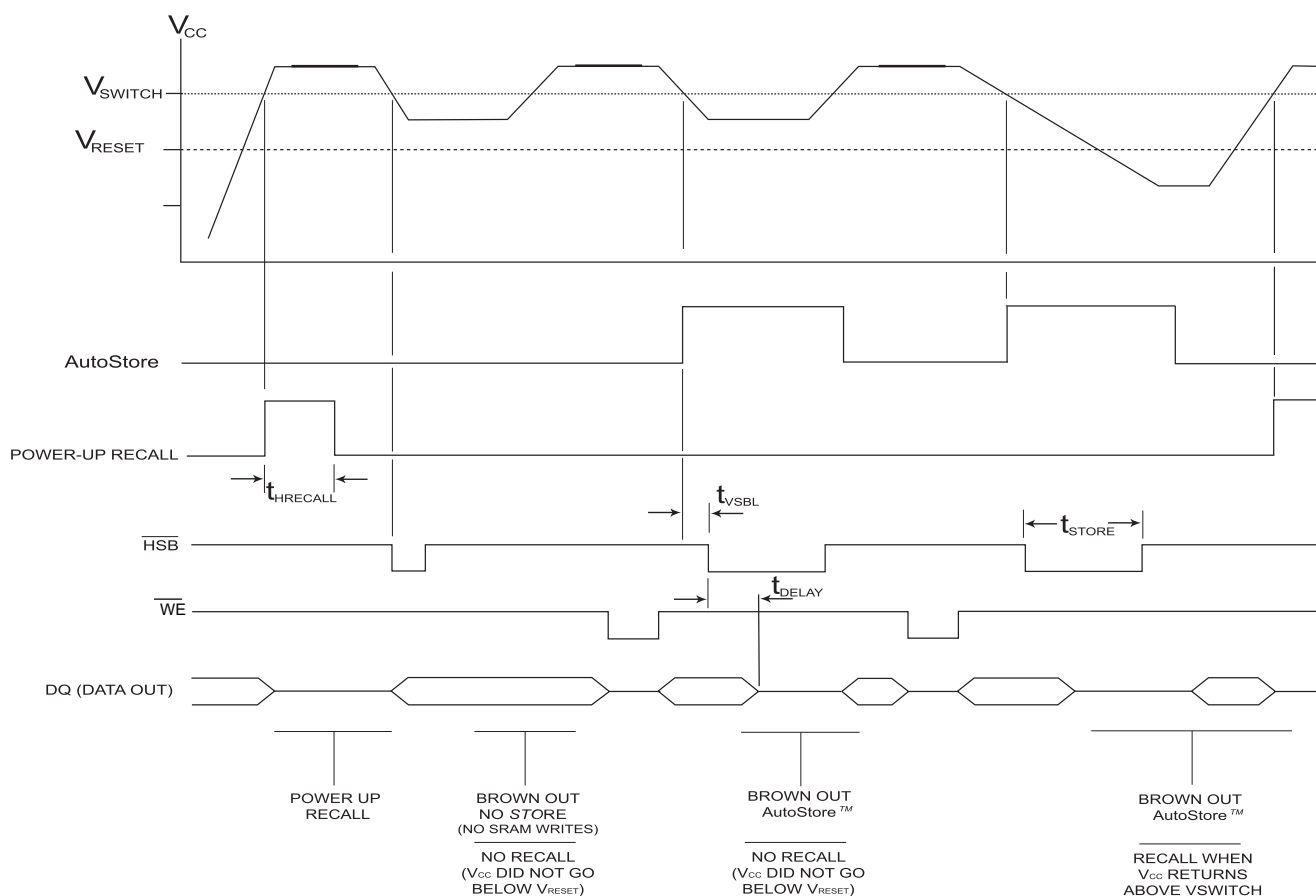 VCC
VSWITCH
VRESET
AutoStore
POWER-UP RECALL
tHRECALL
tVSBL
tSTORE
HSB
tDELAY
WE
DQ (DATA OUT)
POWER UP
RECALL
BROWN OUT
NO STORE
(NO SRAM WRITES)
NO RECALL
(VCC DID NOT GO
BELOW VRESET)
BROWN OUT
AutoStore™
NO RECALL
(VCC DID NOT GO
BELOW VRESET)
BROWN OUT
AutoStore™
RECALL WHEN
VCC RETURNS
ABOVE VSWITCH